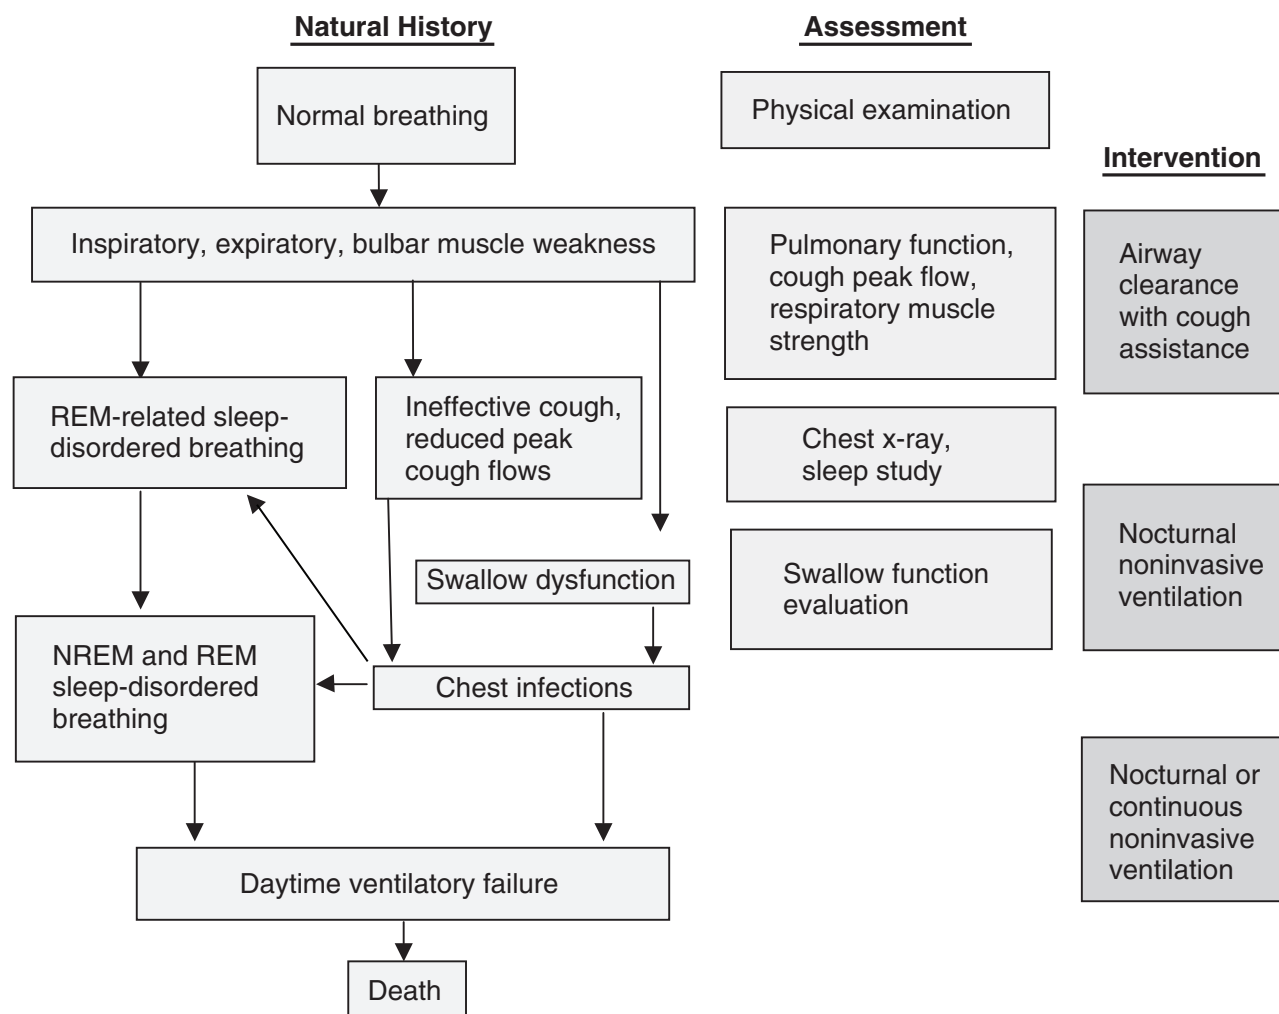 Natural History
Normal breathing
Inspiratory, expiratory, bulbar muscle weakness
REM-related sleep-
disordered breathing
Ineffective cough,
reduced peak
cough flows
Swallow dysfunction
NREM and REM
sleep-disordered
breathing
Chest infections
Daytime ventilatory failure
Death
Assessment
Physical examination
Pulmonary function,
cough peak flow,
respiratory muscle
strength
Chest x-ray,
sleep study
Swallow function
evaluation
Intervention
Airway
clearance
with cough
assistance
Nocturnal
noninvasive
ventilation
Nocturnal or
continuous
noninvasive
ventilation